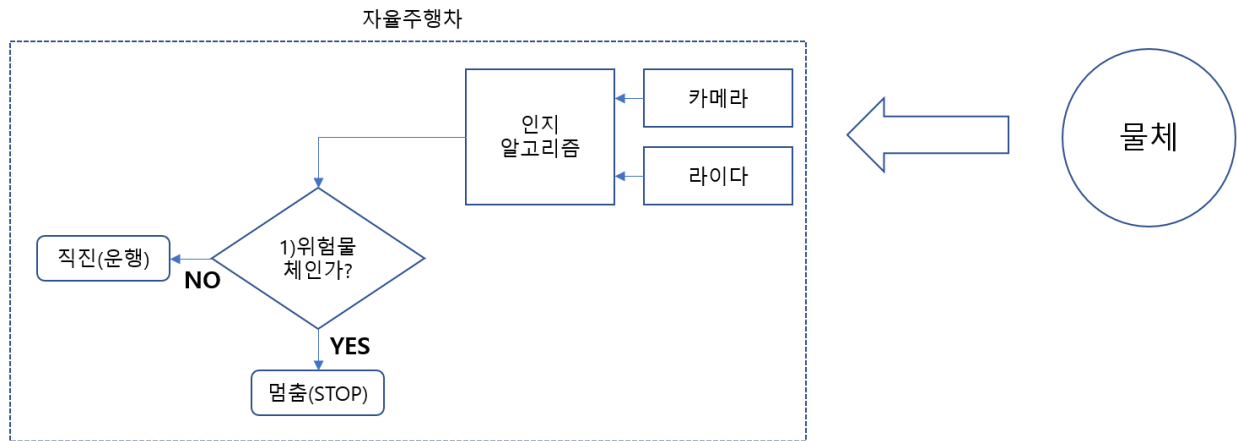 자율주행차
인지
알고리즘
카메라
라이다
물체
1)위험물
체인가?
직진(운행)
NO
YES
멈춤(STOP)